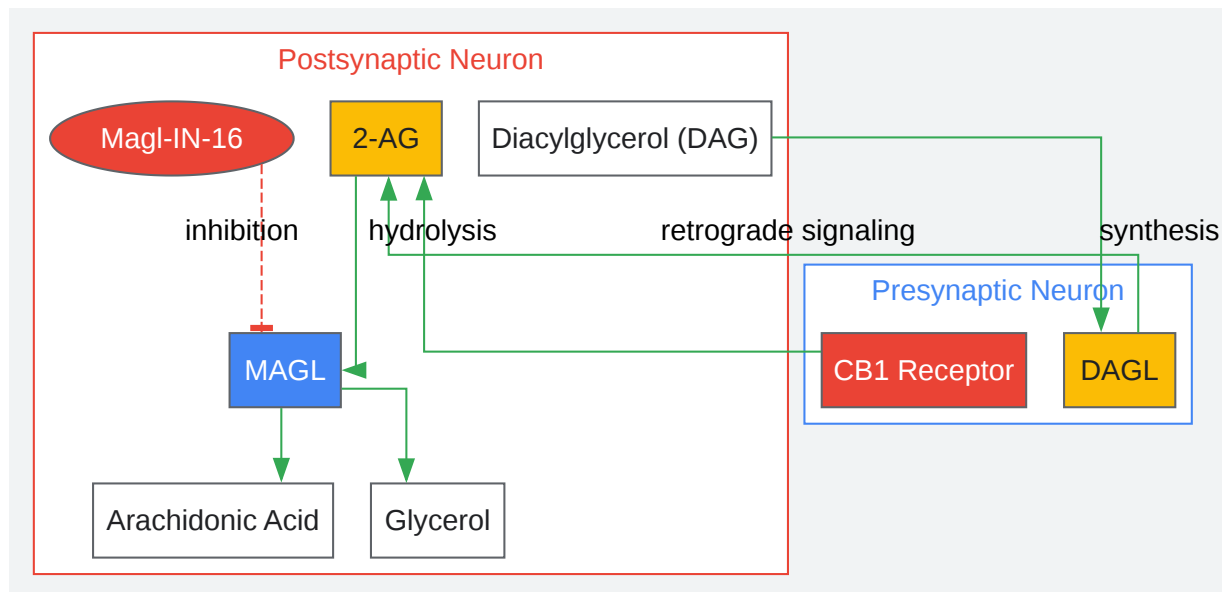 Postsynaptic Neuron
Magl-IN-16
2-AG
Diacylglycerol (DAG)
inhibition
hydrolysis
retrograde signaling
synthesis
Presynaptic Neuron
MAGL
CB1 Receptor
DAGL
Arachidonic Acid
Glycerol